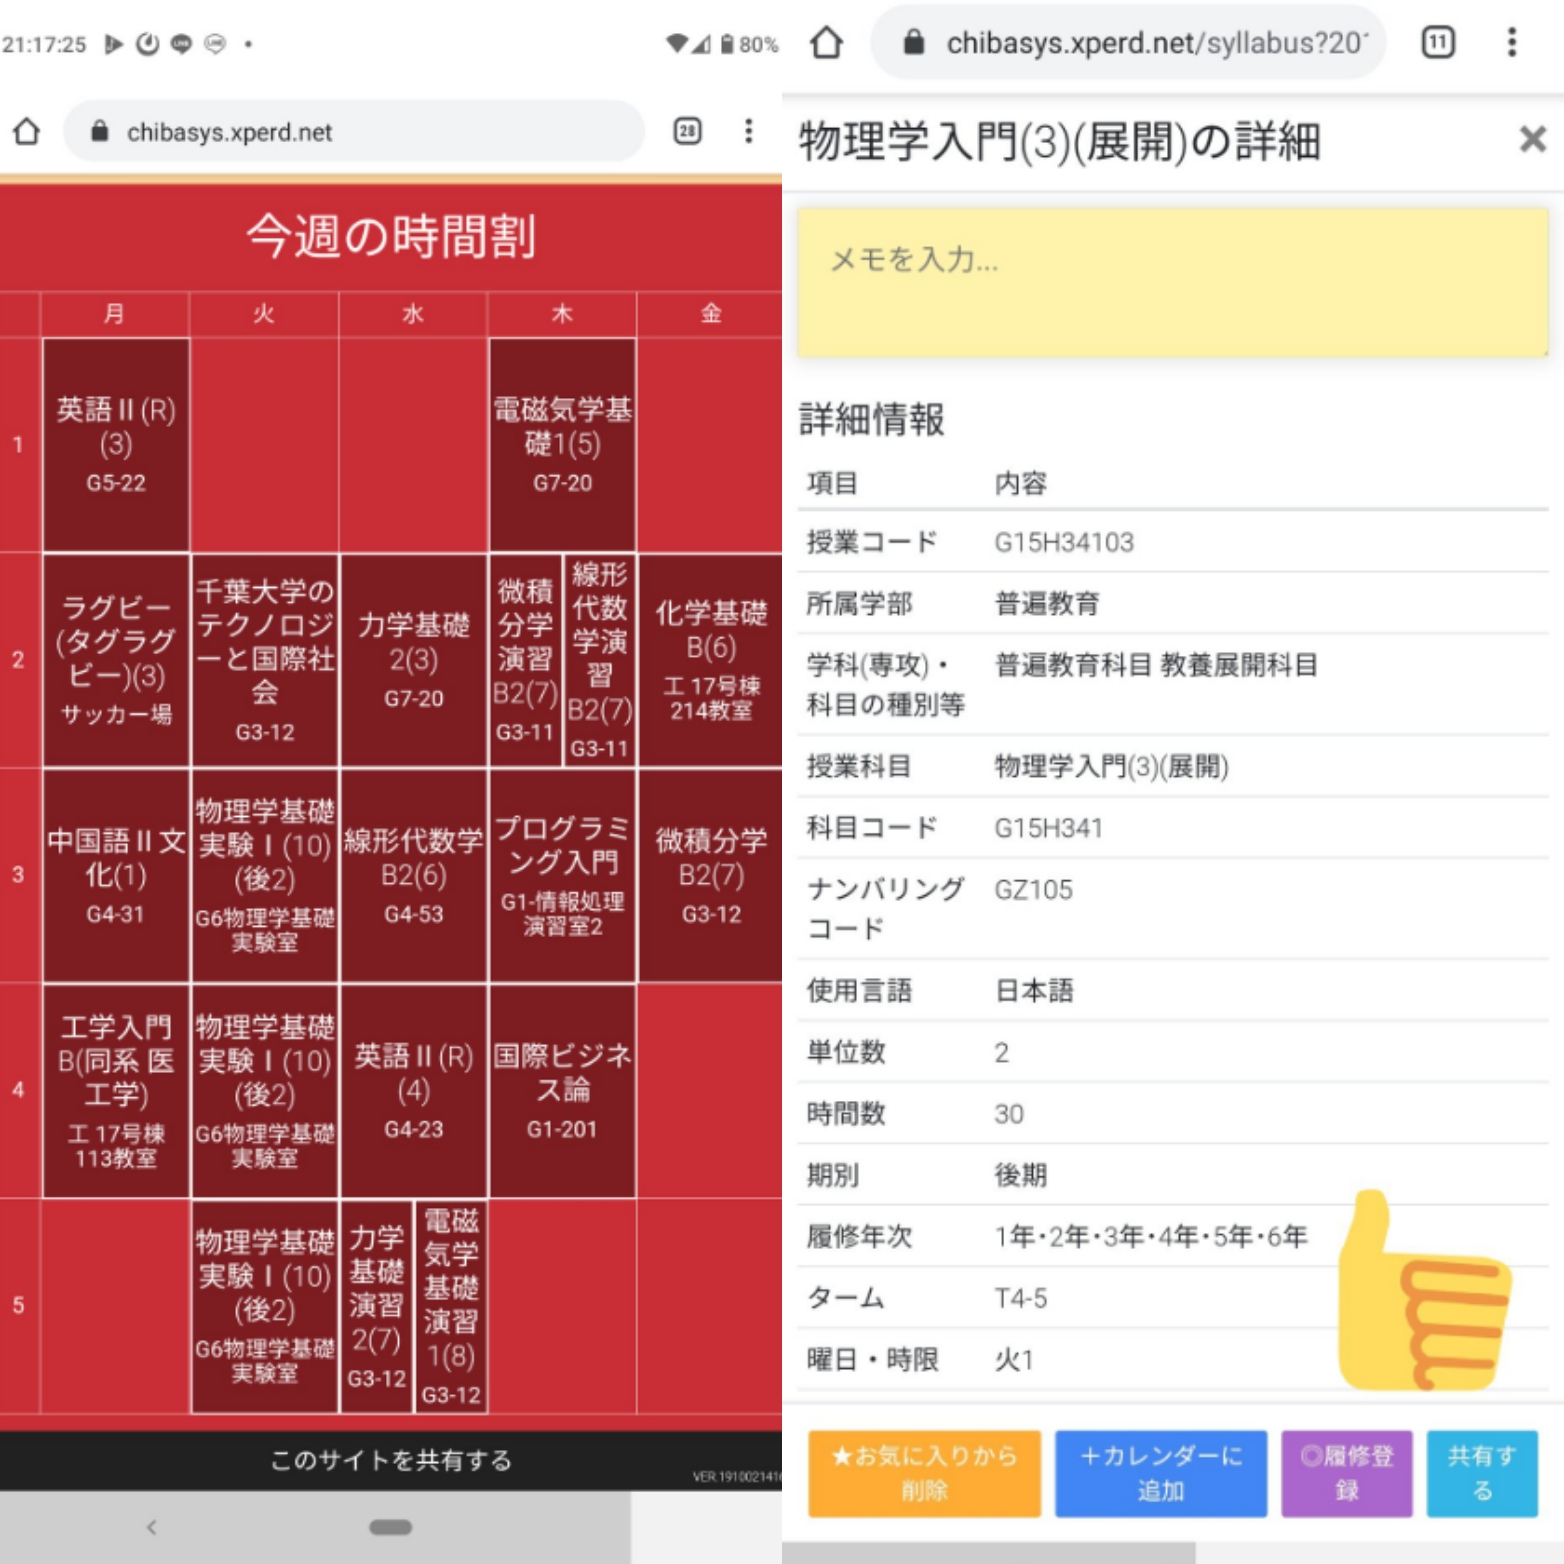 21:17:25
80%
chibasys.xperd.net
28
今週の時間割
月
火
水
木
金
1
英語Ⅱ(R)
(3)
G5-22
電磁気学基
礎1(5)
G7-20
2
ラグビー
(タグラグ
ビー)(3)
サッカー場
千葉大学の
テクノロジ
ーと国際社
会
G3-12
力学基礎
2(3)
G7-20
微積
分学
演習
B2(7)
G3-11
線形
代数
学演
習
B2(7)
G3-11
化学基礎
B(6)
工 17号棟
214教室
3
中国語Ⅱ文
化(1)
G4-31
物理学基礎
実験Ⅰ(10)
(後2)
G6物理学基礎
実験室
線形代数学
B2(6)
G4-53
プログラミ
ング入門
G1-情報処理
演習室2
微積分学
B2(7)
G3-12
4
工学入門
B(同系 医
工学)
工 17号棟
113教室
物理学基礎
実験Ⅰ(10)
(後2)
G6物理学基礎
実験室
英語Ⅱ(R)
(4)
G4-23
国際ビジネ
ス論
G1-201
5
物理学基礎
実験Ⅰ(10)
(後2)
G6物理学基礎
実験室
力学
基礎
演習
2(7)
G3-12
電磁
気学
基礎
演習
1(8)
G3-12
このサイトを共有する
VER.191002141
chibasys.xperd.net/syllabus?20
11
物理学入門(3)(展開)の詳細
×
メモを入力...
詳細情報
項目 内容
授業コード G15H34103
所属学部 普遍教育
学科(専攻)・ 普遍教育科目 教養展開科目
科目の種別等
授業科目 物理学入門(3)(展開)
科目コード G15H341
ナンバリング GZ105
コード
使用言語 日本語
単位数 2
時間数 30
期別 後期
履修年次 1年・2年・3年・4年・5年・6年
ターム T4-5
曜日・時限 火1
★お気に入りから
削除
＋カレンダーに
追加
◎履修登
録
共有す
る